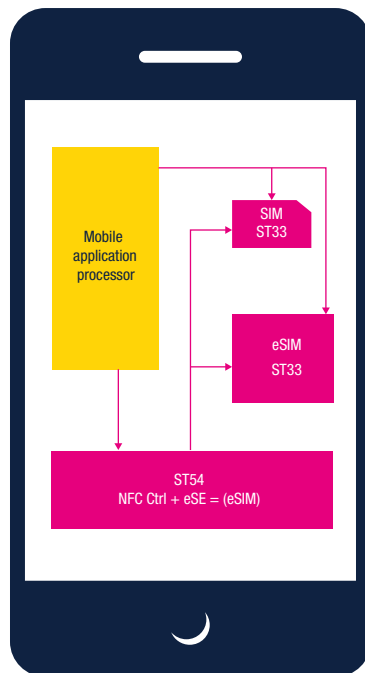 Mobile
application
processor
SIM
ST33
eSIM
ST33
ST54
NFC Ctrl + eSE = (eSIM)